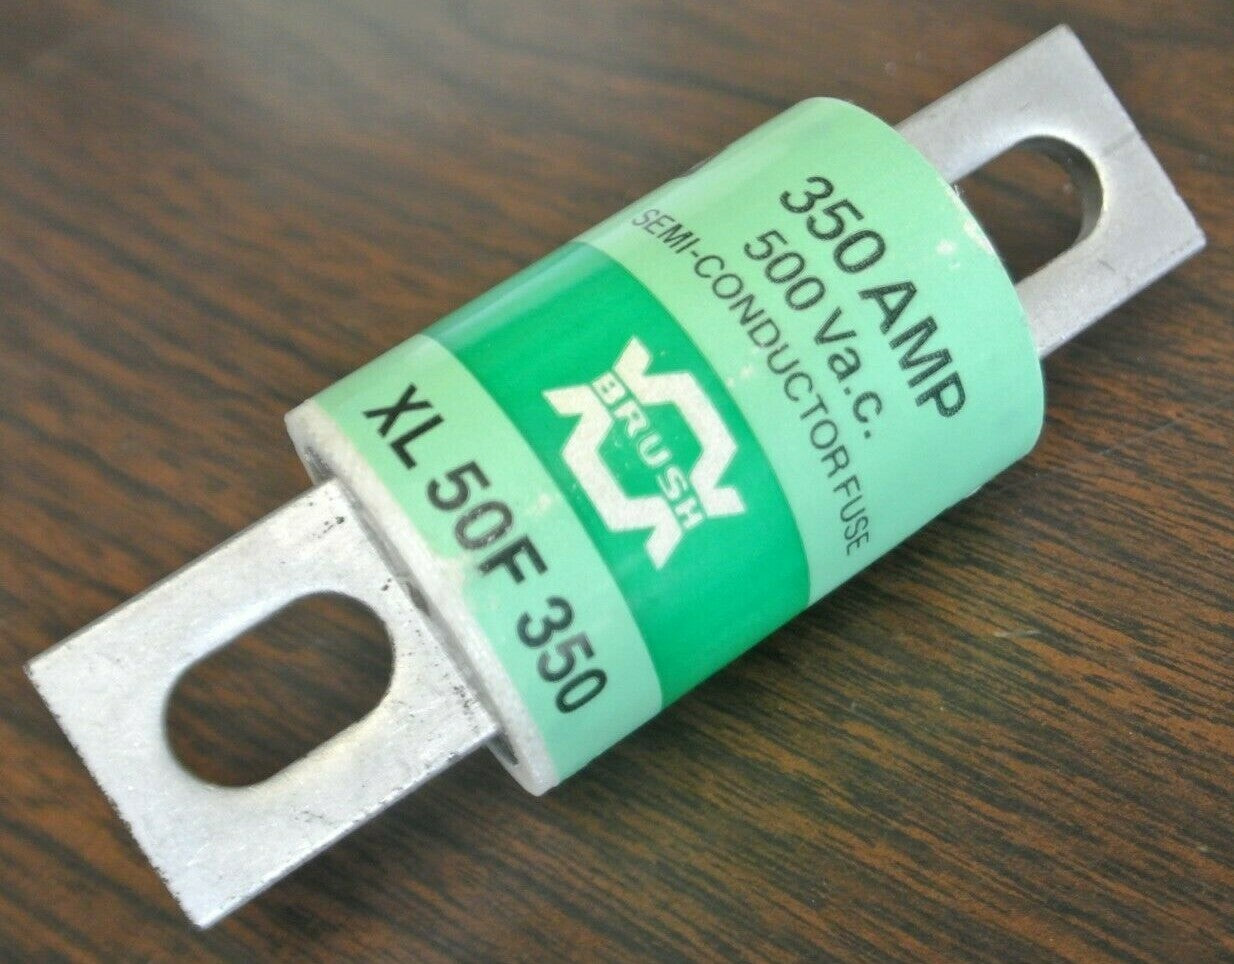 350 AMP
500 Va.c.
SEMI-CONDUCTOR FUSE
BRUSH
XL 50F 350